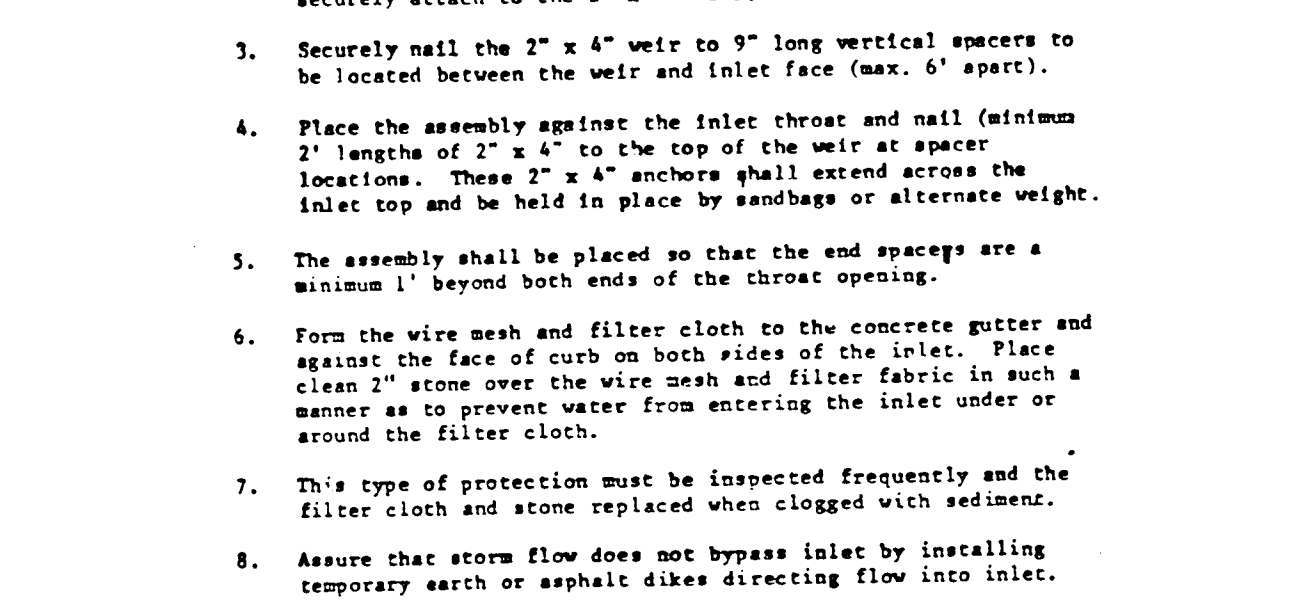 securely attach to the
3. Securely nail the 2" x 4" weir to 9" long vertical spacers to
be located between the weir and inlet face (max. 6' apart).
4. Place the assembly against the inlet throat and nail (minimum
2' lengths of 2" x 4" to the top of the weir at spacer
locations. These 2" x 4" anchors shall extend across the
inlet top and be held in place by sandbags or alternate weight.
5. The assembly shall be placed so that the end spacers are a
minimum 1' beyond both ends of the throat opening.
6. Form the wire mesh and filter cloth to the concrete gutter and
against the face of curb on both sides of the inlet. Place
clean 2" stone over the wire mesh and filter fabric in such a
manner as to prevent water from entering the inlet under or
around the filter cloth.
7. This type of protection must be inspected frequently and the
filter cloth and stone replaced when clogged with sediment.
8. Assure that storm flow does not bypass inlet by installing
temporary earth or asphalt dikes directing flow into inlet.